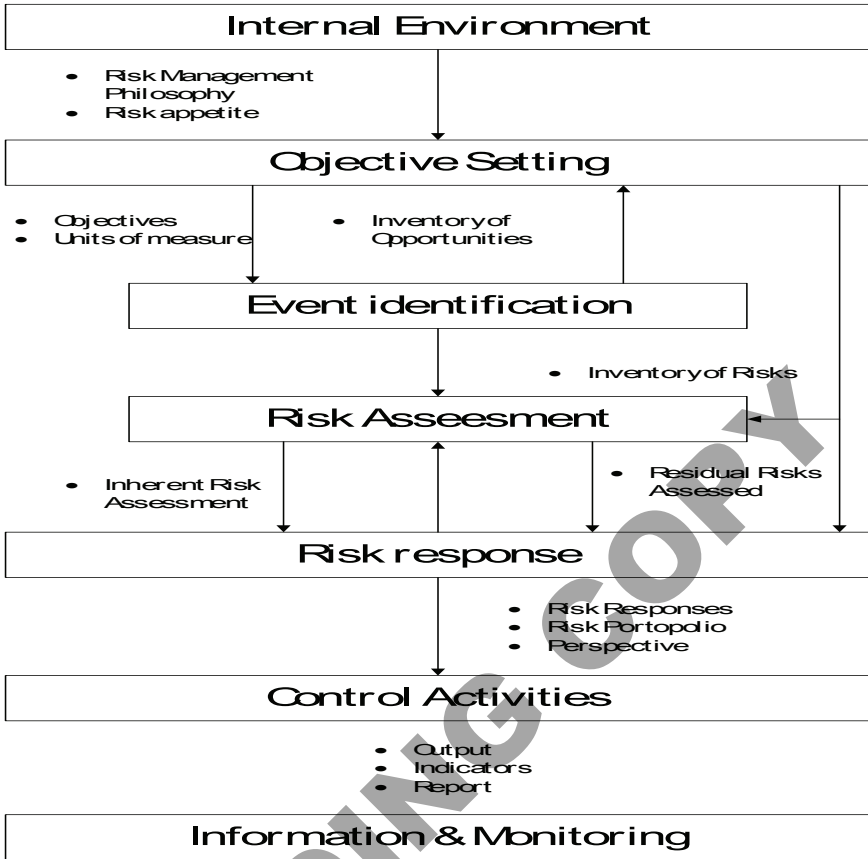 Internal Environment
• Risk Management
Philosophy
• Risk appetite
Objective Setting
• Objectives
• Units of measure
• Inventory of
Opportunities
Event identification
• Inventory of Risks
Risk Asseesment
• Inherent Risk
Assessment
• Residual Risks
Assessed
Risk response
• Risk Responses
• Risk Portopolio
• Perspective
Control Activities
• Output
• Indicators
• Report
Information & Monitoring
PING COPY